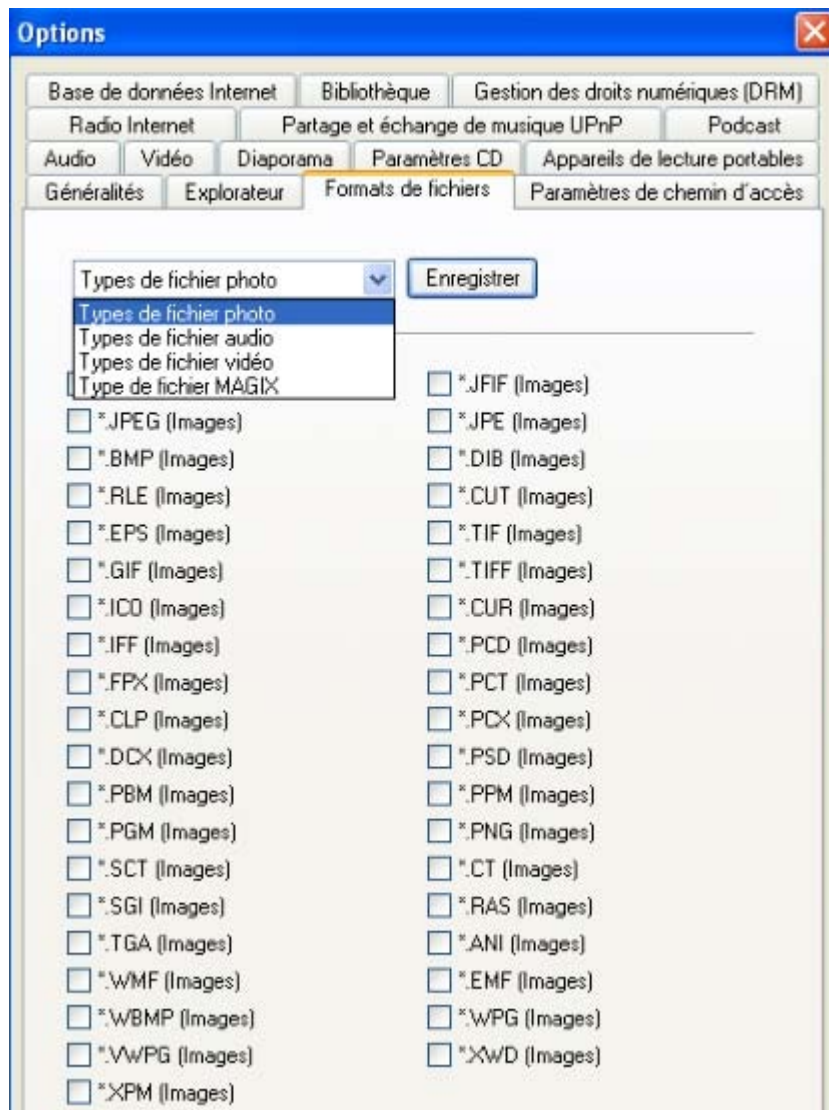 Options
Base de données Internet Bibliothèque Gestion des droits numériques (DRM)
Radio Internet Partage et échange de musique UPnP Podcast
Audio Vidéo Diaporama Paramètres CD Appareils de lecture portables
Généralités Explorateur Formats de fichiers Paramètres de chemin d'accès
Types de fichier photo Enregistrer
Types de fichier photo
Types de fichier audio
Types de fichier vidéo
Type de fichier MAGIX
*.JFIF (Images)
*.JPEG (Images) *.JPE (Images)
*.BMP (Images) *.DIB (Images)
*.RLE (Images) *.CUT (Images)
*.EPS (Images) *.TIF (Images)
*.GIF (Images) *.TIFF (Images)
*.ICO (Images) *.CUR (Images)
*.IFF (Images) *.PCD (Images)
*.FPX (Images) *.PCT (Images)
*.CLP (Images) *.PCX (Images)
*.DCX (Images) *.PSD (Images)
*.PBM (Images) *.PPM (Images)
*.PGM (Images) *.PNG (Images)
*.SCT (Images) *.CT (Images)
*.SGI (Images) *.RAS (Images)
*.TGA (Images) *.ANI (Images)
*.WMF (Images) *.EMF (Images)
*.WBMP (Images) *.WPG (Images)
*.VWPG (Images) *.XWD (Images)
*.XPM (Images)